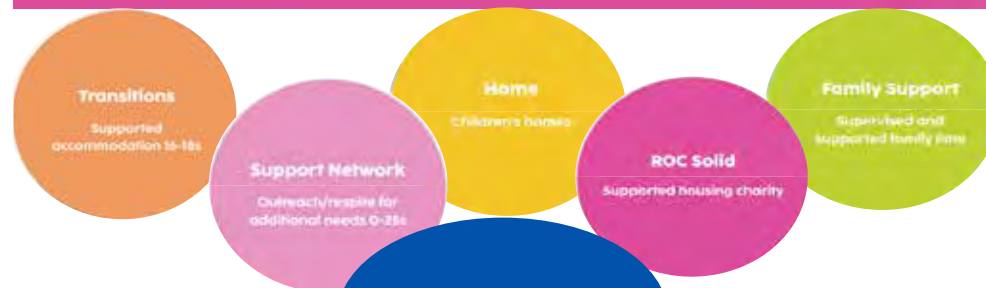 Transitions
Supported
accommodation 16-18s
Support Network
Outreach/respite for
additional needs 0-25s
Home
Children's homes
ROC Solid
Supported housing charity
Family Support
Supervised and
supported family time